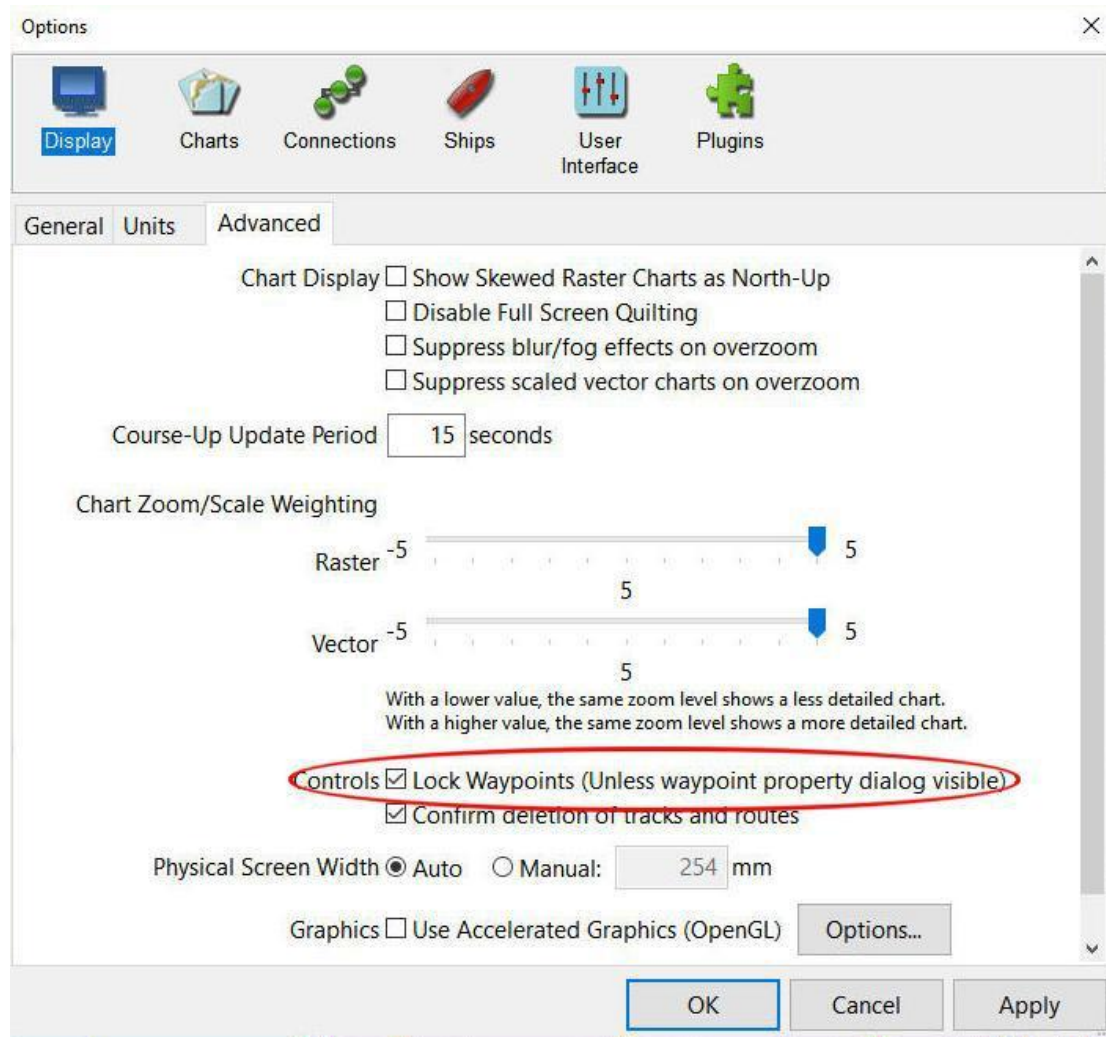 Options
Display
Charts
Connections
Ships
User
Interface
Plugins
General Units Advanced
Chart Display Show Skewed Raster Charts as North-Up
Disable Full Screen Quilting
Suppress blur/fog effects on overzoom
Suppress scaled vector charts on overzoom
Course-Up Update Period 15 seconds
Chart Zoom/Scale Weighting
Raster -5 5
5
Vector -5 5
5
With a lower value, the same zoom level shows a less detailed chart.
With a higher value, the same zoom level shows a more detailed chart.
Controls Lock Waypoints (Unless waypoint property dialog visible)
Confirm deletion of tracks and routes
Physical Screen Width Auto Manual: 254 mm
Graphics Use Accelerated Graphics (OpenGL) Options...
OK Cancel Apply